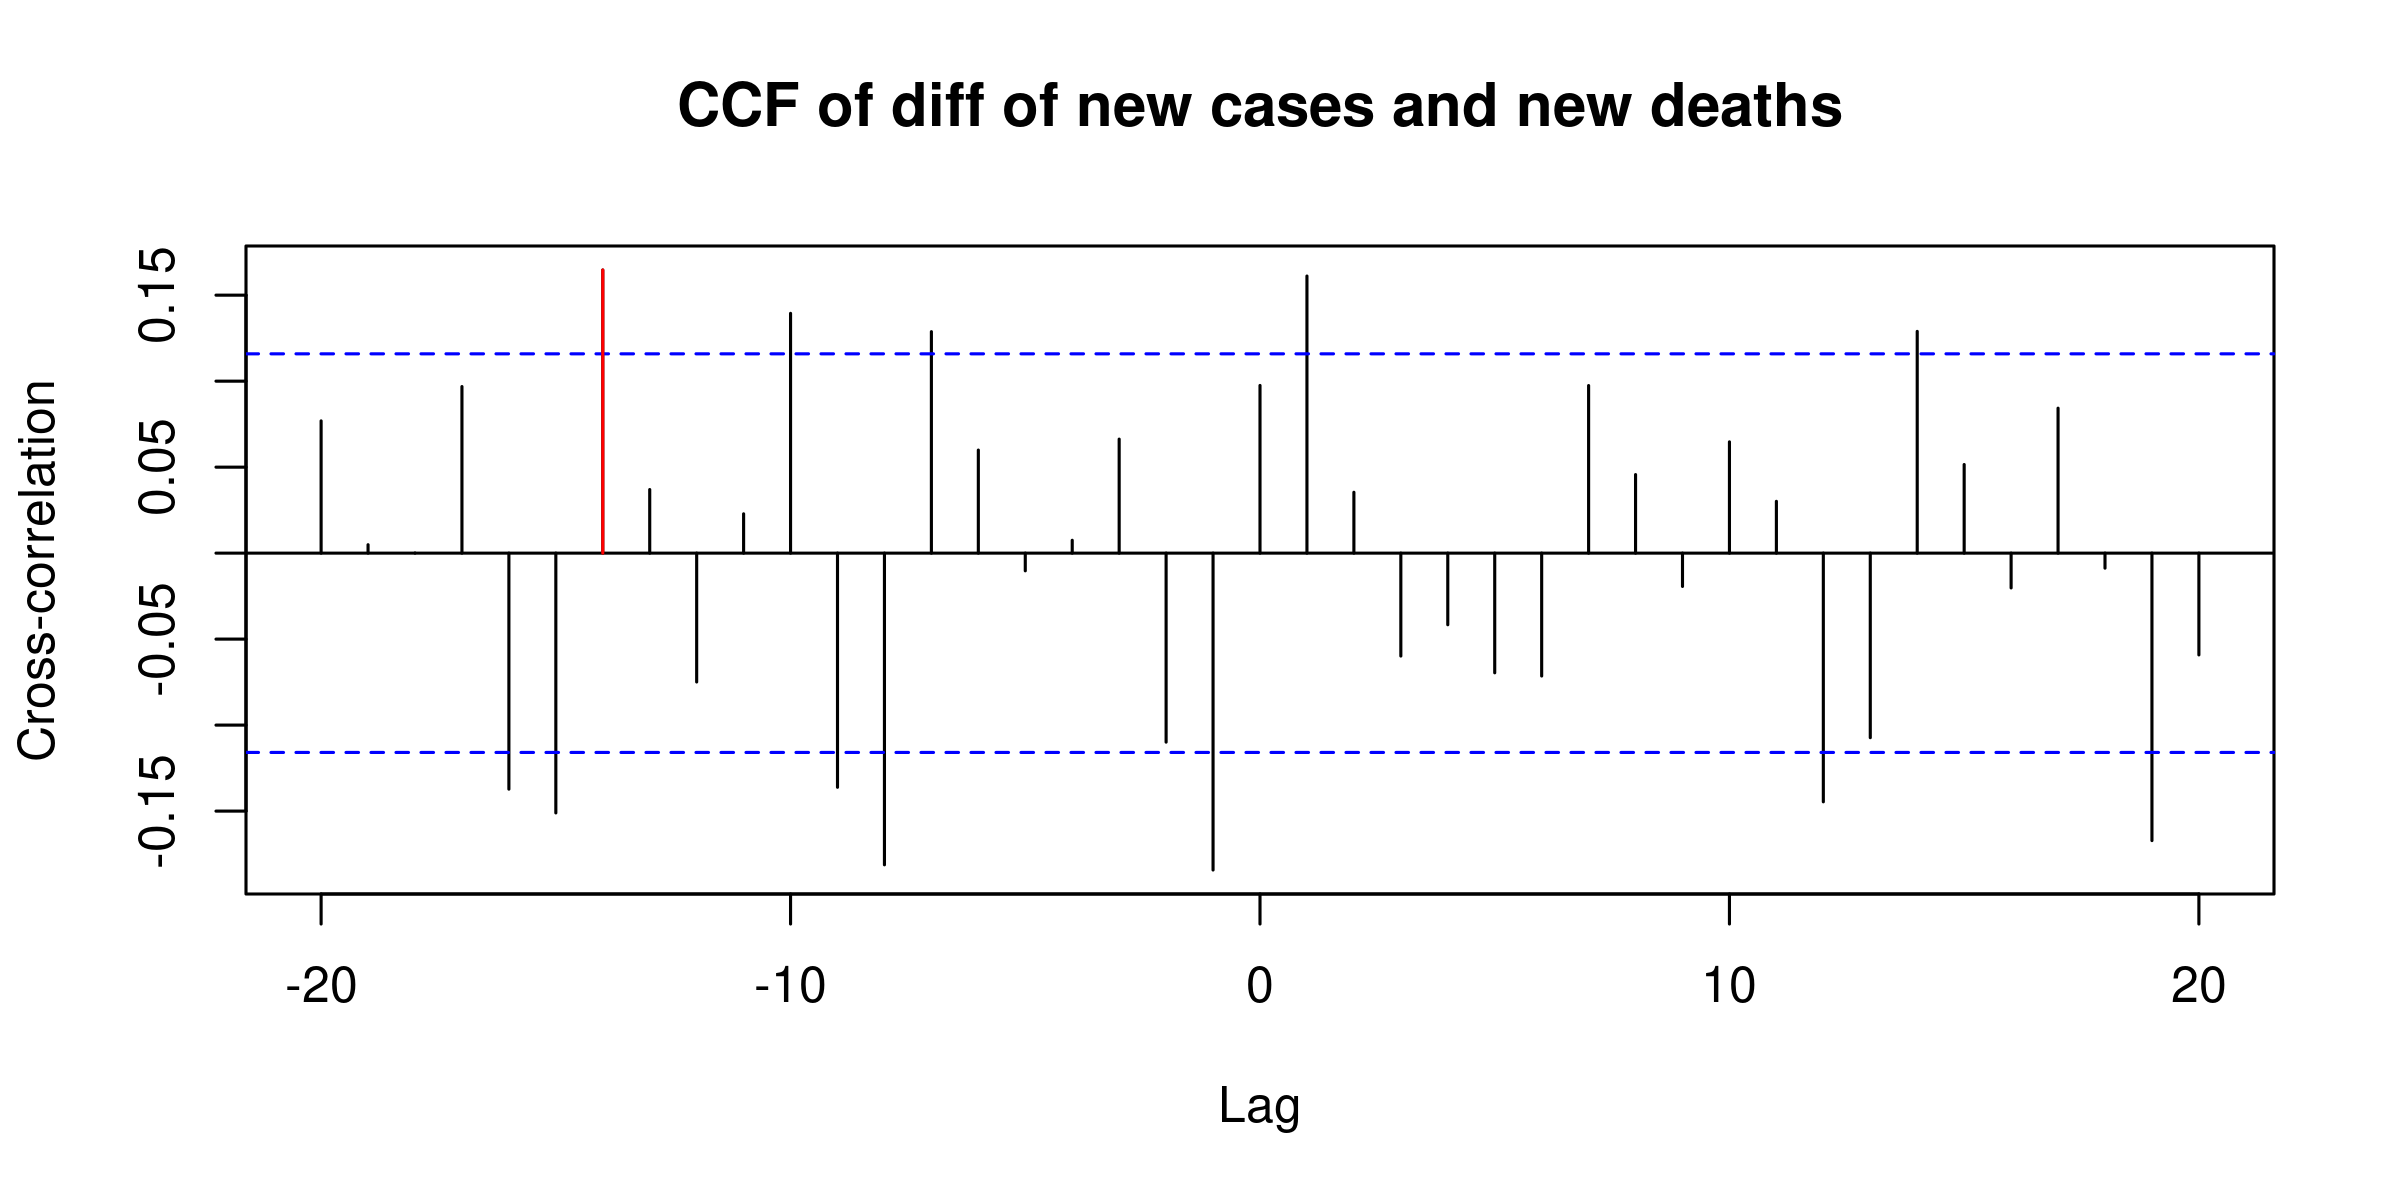 CCF of diff of new cases and new deaths
Cross-correlation
0.15
0.05
-0.05
-0.15
-20 -10 0 10 20
Lag